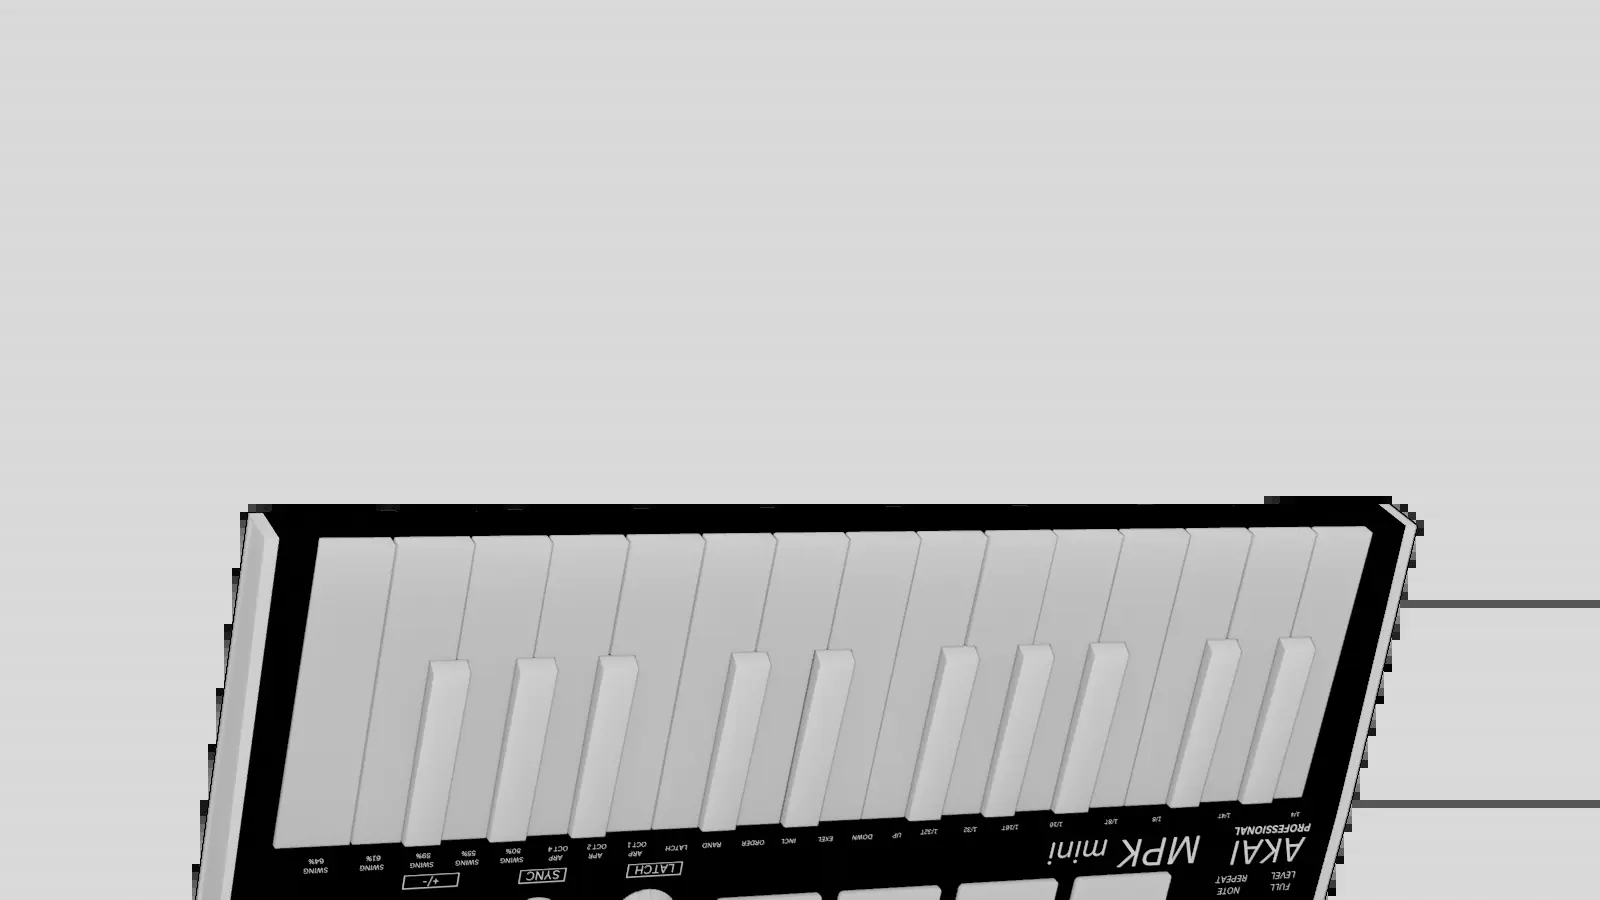 FULL
LEVEL
NOTE
REPEAT
AKAI
PROFESSIONAL
MPK mini
LATCH
SYNC
+/-
1/4
1/4T
1/8
1/8T
1/16
1/16T
1/32
1/32T
UP
DOWN
EXEL
INCL
ORDER
RAND
LATCH
ARP
OCT 1
APR
OCT 2
ARP
OCT 4
SWING
50%
SWING
55%
SWING
59%
SWING
61%
SWING
64%